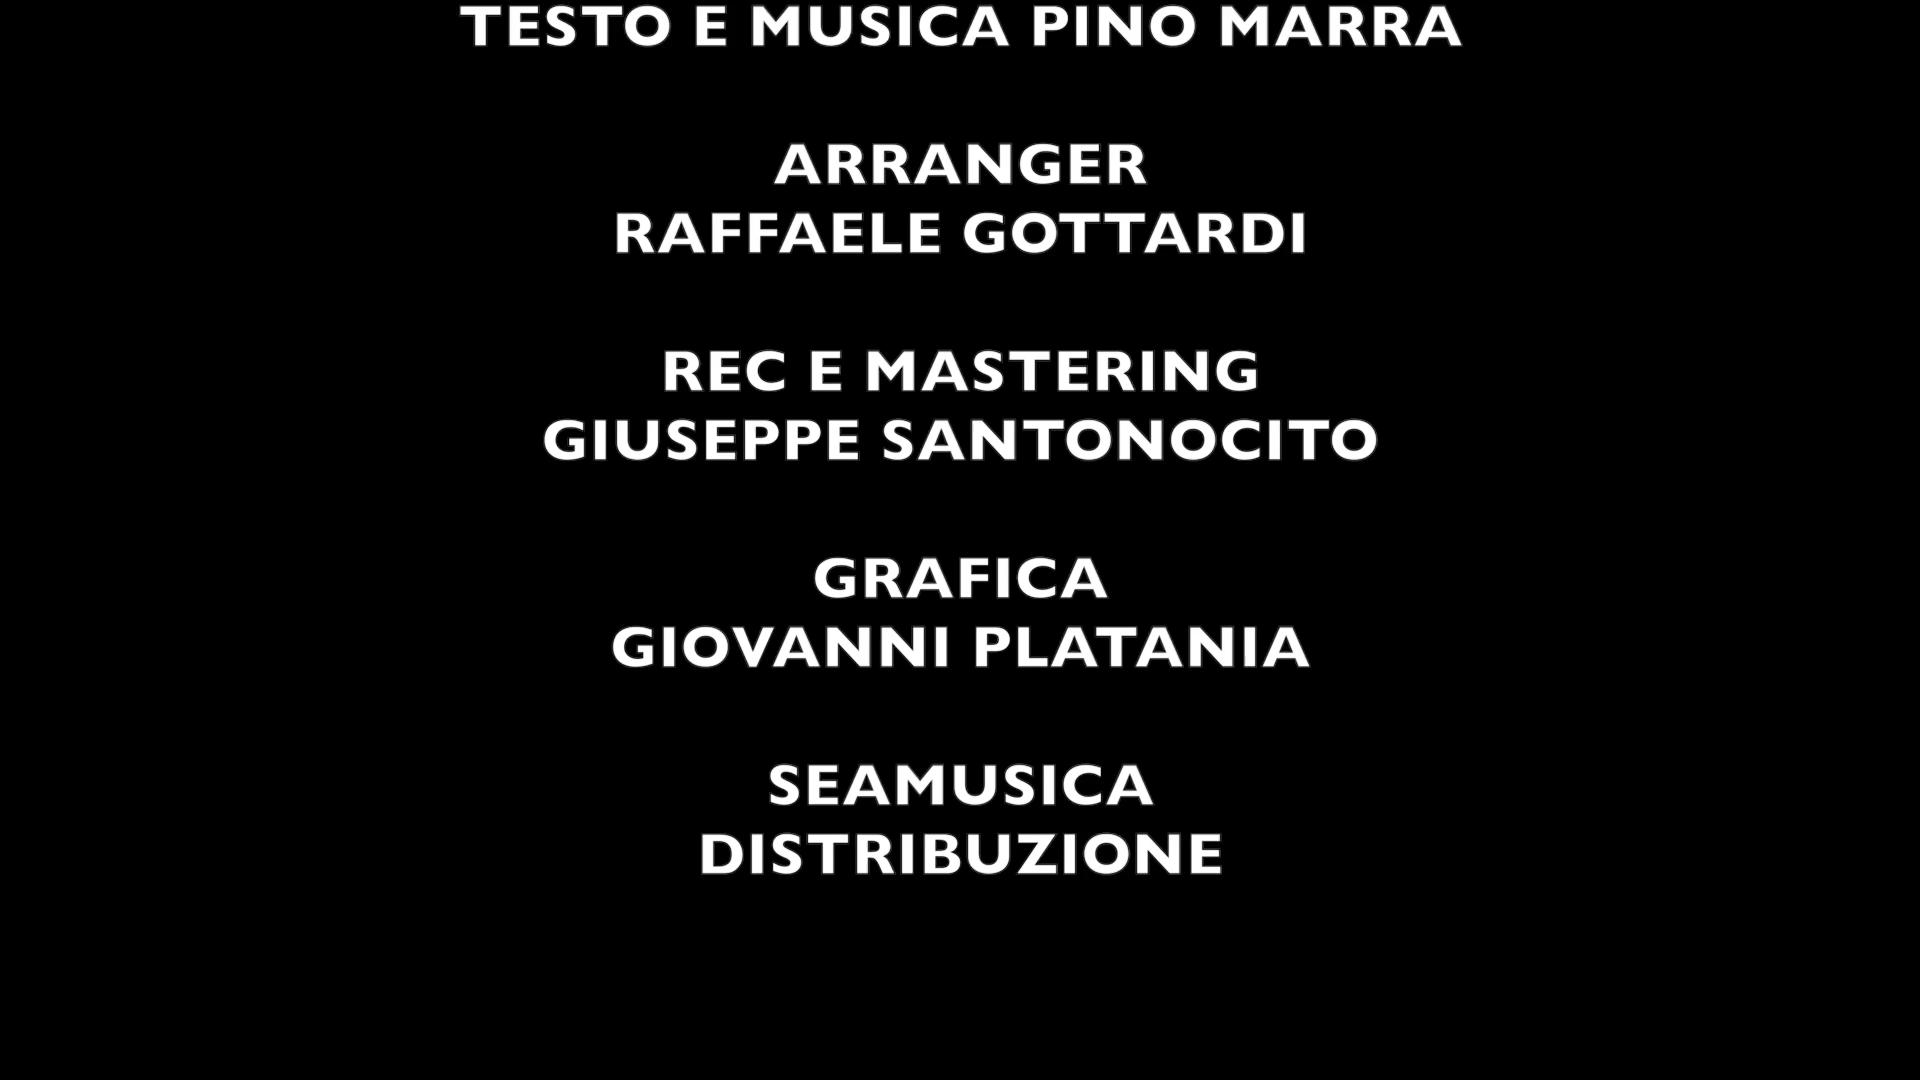 TESTO E MUSICA PINO MARRA
ARRANGER
RAFFAELE GOTTARDI
REC E MASTERING
GIUSEPPE SANTONOCITO
GRAFICA
GIOVANNI PLATANIA
SEAMUSICA
DISTRIBUZIONE